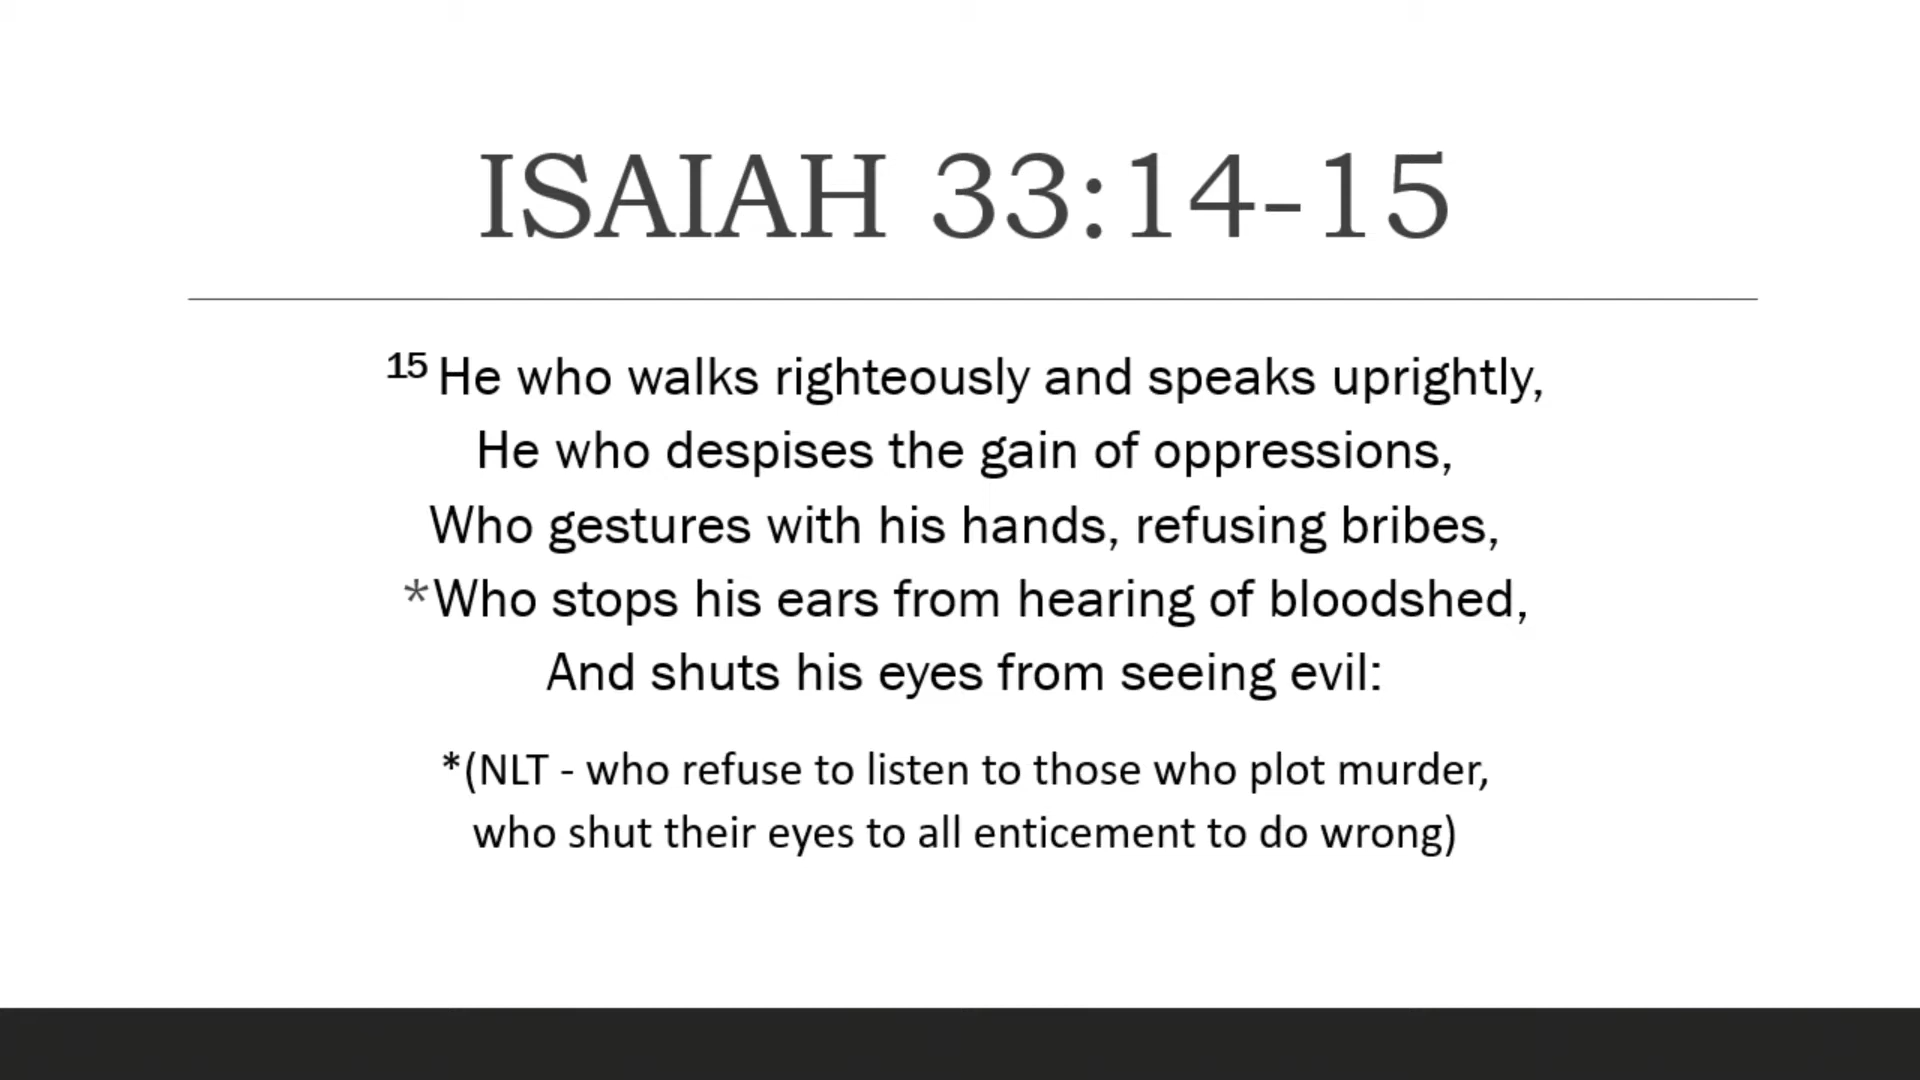 ISAIAH 33:14-15
15 He who walks righteously and speaks uprightly,
He who despises the gain of oppressions,
Who gestures with his hands, refusing bribes,
*Who stops his ears from hearing of bloodshed,
And shuts his eyes from seeing evil:
*(NLT - who refuse to listen to those who plot murder,
who shut their eyes to all enticement to do wrong)